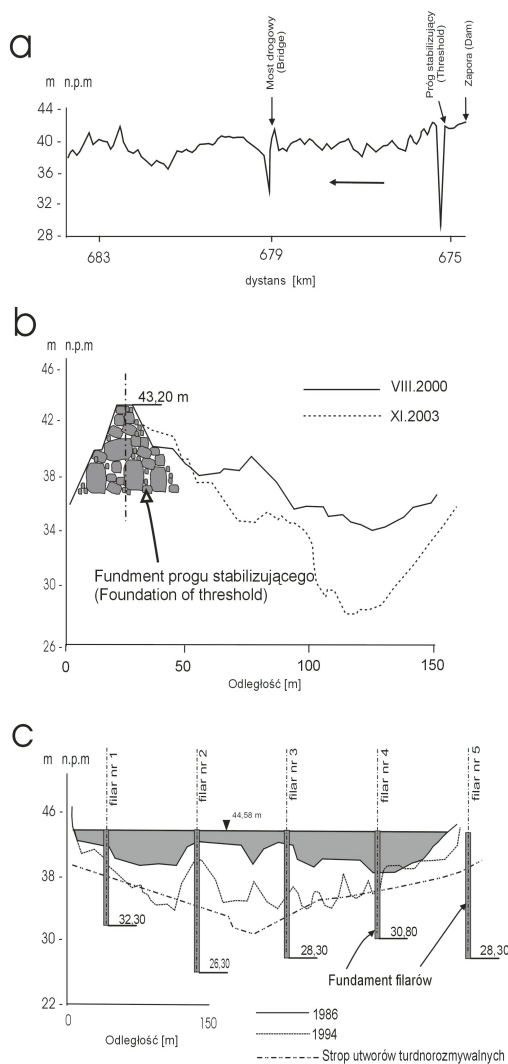 a
Most drogowy
(Bridge)
Próg stabilizujący
(Threshold)
Zapora (Dam)
m n.p.m
44
40
36
32
28
683
679
675
dystans [km]
b
m n.p.m
46
42
38
34
30
26
43,20 m
VIII.2000
XI.2003
Fundment progu stabilizującego
(Foundation of threshold)
0
50
100
150
Odległość [m]
c
m n.p.m
filar nr 1
filar nr 2
filar nr 3
filar nr 4
filar nr 5
46
38
30
22
44,58 m
32,30
26,30
28,30
30,80
28,30
Fundament filarów
0
150
Odległość [m]
1986
1994
Strop utworów turdnorozmywalnych